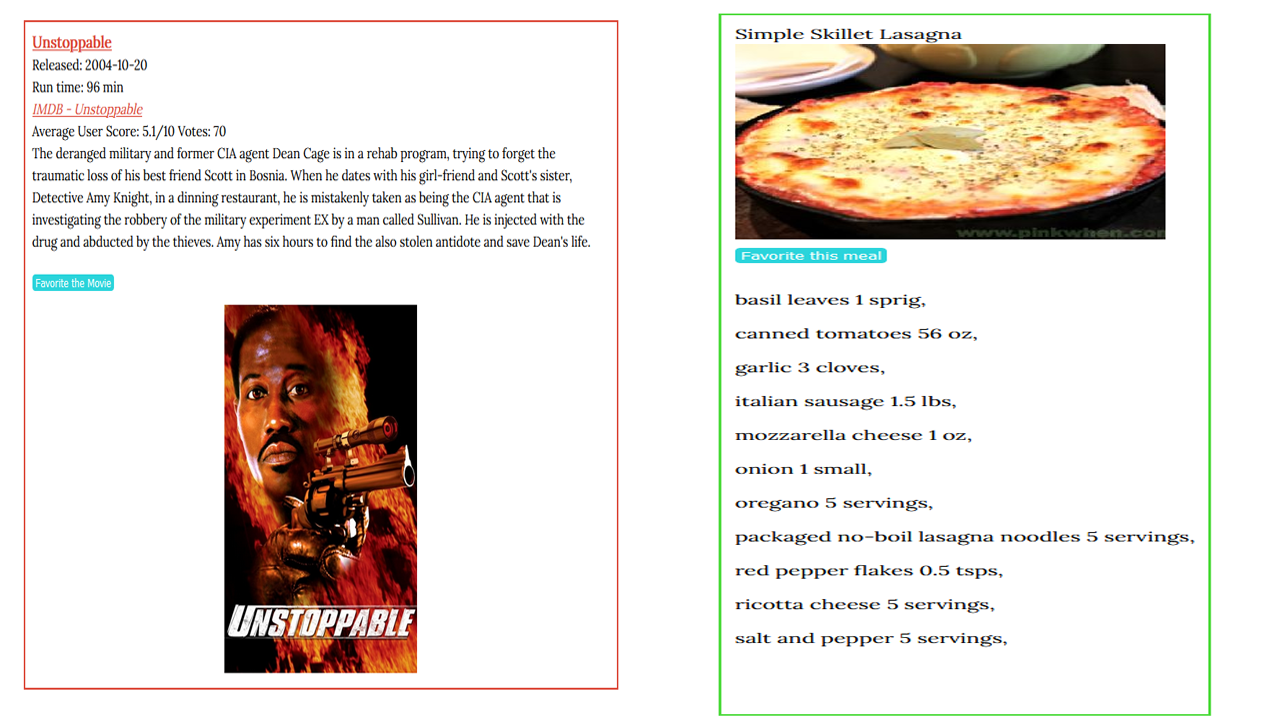 Unstoppable
Released: 2004-10-20
Run time: 96 min
IMDB - Unstoppable
Average User Score: 5.1/10 Votes: 70
The deranged military and former CIA agent Dean Cage is in a rehab program, trying to forget the
traumatic loss of his best friend Scott in Bosnia. When he dates with his girl-friend and Scott's sister,
Detective Amy Knight, in a dinning restaurant, he is mistakenly taken as being the CIA agent that is
investigating the robbery of the military experiment EX by a man called Sullivan. He is injected with the
drug and abducted by the thieves. Amy has six hours to find the also stolen antidote and save Dean's life.
Favorite the Movie
UNSTOPPABLE
Simple Skillet Lasagna
www.pinkwhen.com
Favorite this meal
basil leaves 1 sprig,
canned tomatoes 56 oz,
garlic 3 cloves,
italian sausage 1.5 lbs,
mozzarella cheese 1 oz,
onion 1 small,
oregano 5 servings,
packaged no-boil lasagna noodles 5 servings,
red pepper flakes 0.5 tsps,
ricotta cheese 5 servings,
salt and pepper 5 servings,